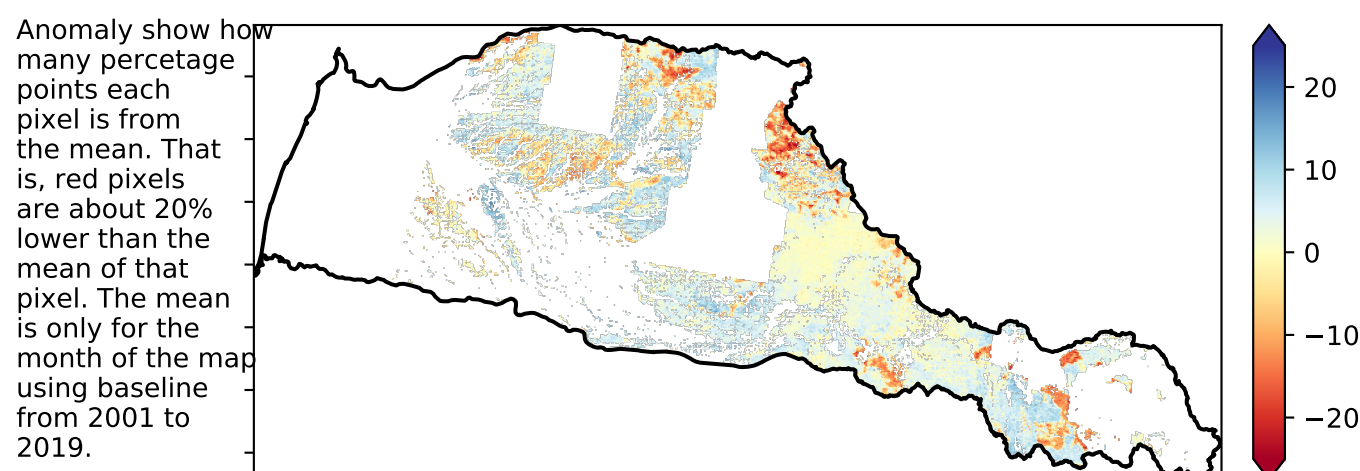 Anomaly show how
many percetage
points each
pixel is from
the mean. That
is, red pixels
are about 20%
lower than the
mean of that
pixel. The mean
is only for the
month of the map
using baseline
from 2001 to
2019.
20
10
0
−10
−20